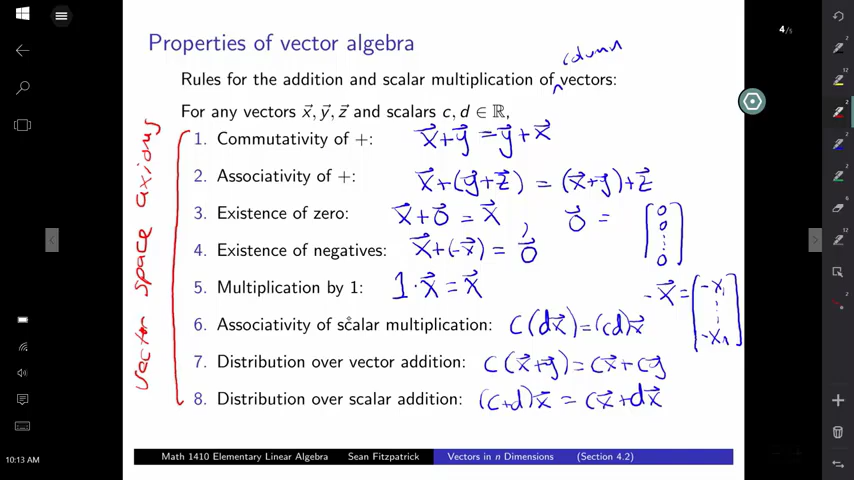 4/5
Properties of vector algebra
column
Rules for the addition and scalar multiplication of ^ vectors:
For any vectors x⃗, y⃗, z⃗ and scalars c, d ∈ ℝ,
vector space axioms
1. Commutativity of +: x⃗+y⃗ = y⃗+x⃗
2. Associativity of +: x⃗+(y⃗+z⃗) = (x⃗+y⃗)+z⃗
3. Existence of zero: x⃗+0⃗ = x⃗, 0⃗ = [0 0 ⋮ 0]
4. Existence of negatives: x⃗+(-x⃗) = 0⃗
5. Multiplication by 1: 1·x⃗ = x⃗ -x⃗ = [-x₁ ⋮ -xₙ]
6. Associativity of scalar multiplication: c(dx⃗)=(cd)x⃗
7. Distribution over vector addition: c(x⃗+y⃗)=cx⃗+cy⃗
8. Distribution over scalar addition: (c+d)x⃗ = cx⃗+dx⃗
10:13 AM
Math 1410 Elementary Linear Algebra Sean Fitzpatrick Vectors in n Dimensions (Section 4.2)